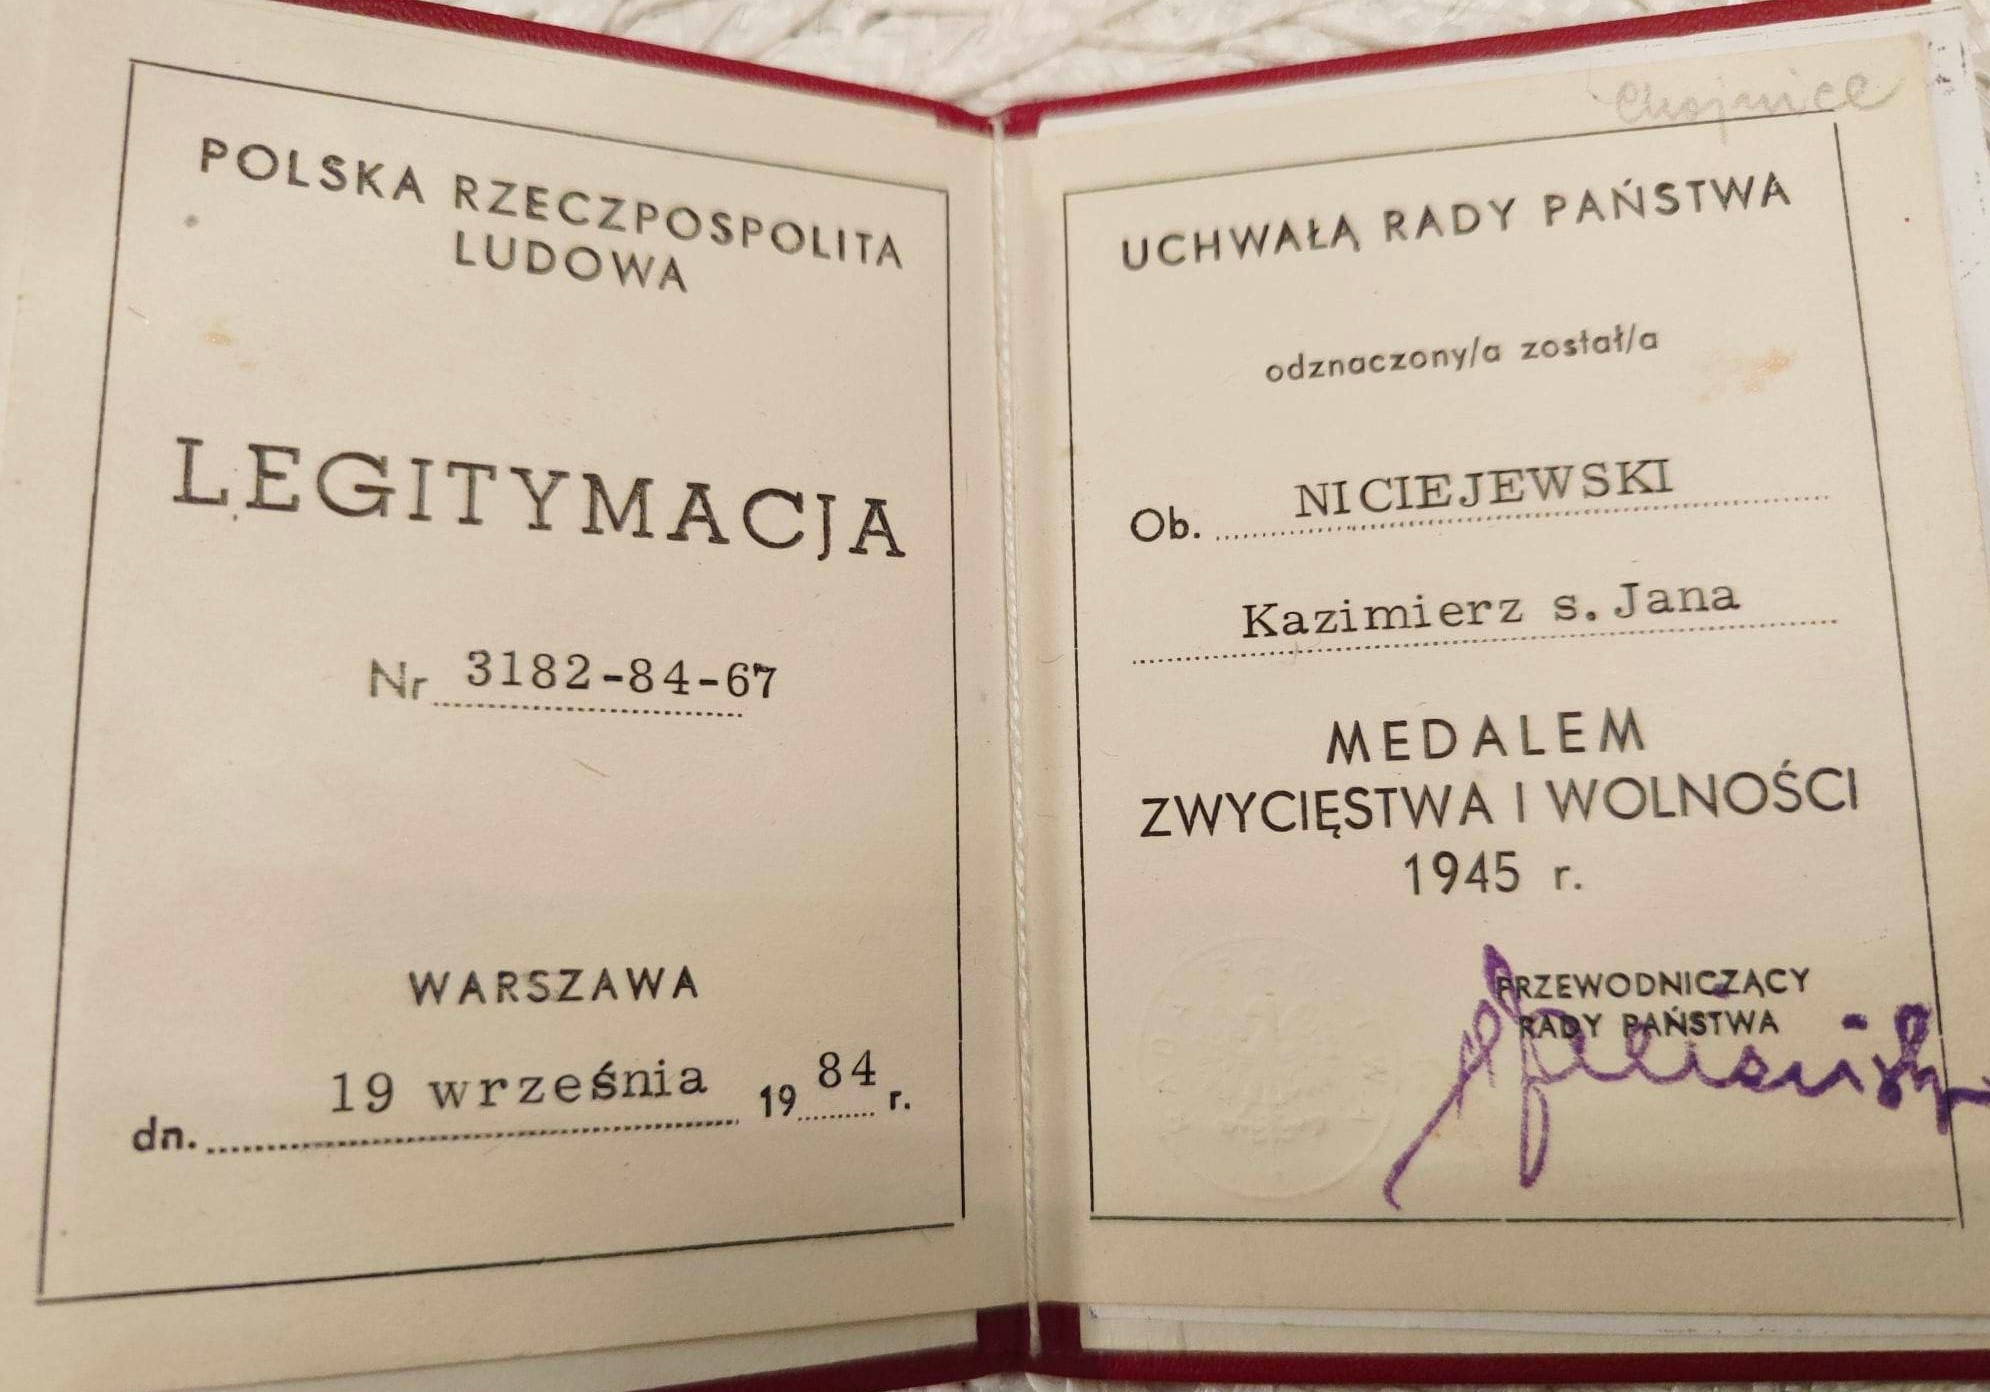 POLSKA RZECZPOSPOLITA
LUDOWA
LEGITYMACJA
Nr 3182-84-67
WARSZAWA
dn. 19 września 1984 r.
Chojnice
UCHWAŁĄ RADY PAŃSTWA
odznaczony/a został/a
Ob. NICIEJEWSKI
Kazimierz s. Jana
MEDALEM
ZWYCIĘSTWA I WOLNOŚCI
1945 r.
PRZEWODNICZĄCY
RADY PAŃSTWA